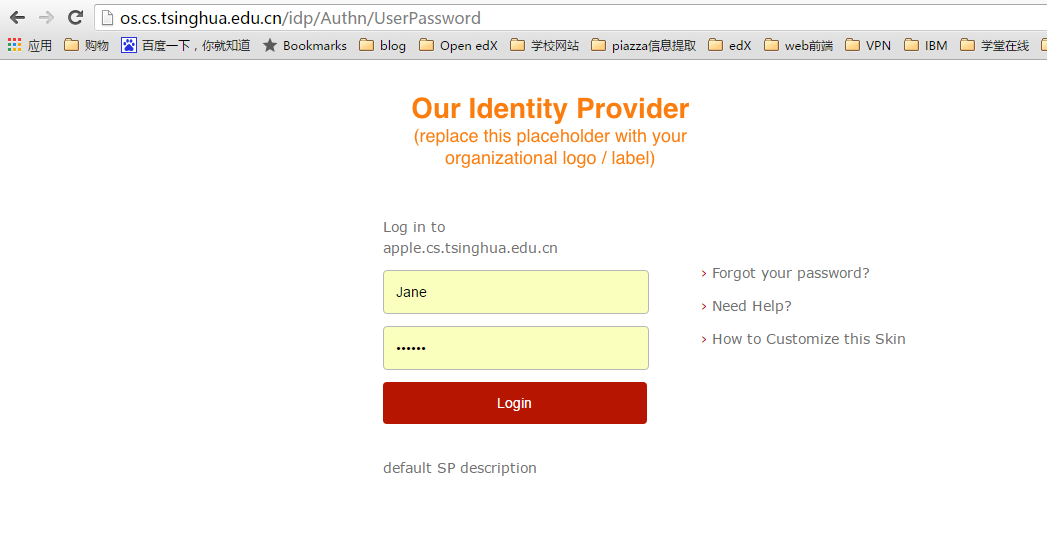 os.cs.tsinghua.edu.cn/idp/Authn/UserPassword
应用 购物 百度一下，你就知道 Bookmarks blog Open edX 学校网站 piazza信息提取 edX web前端 VPN IBM 学堂在线
Our Identity Provider
(replace this placeholder with your
organizational logo / label)
Log in to
apple.cs.tsinghua.edu.cn
Jane
••••••
Login
› Forgot your password?
› Need Help?
› How to Customize this Skin
default SP description